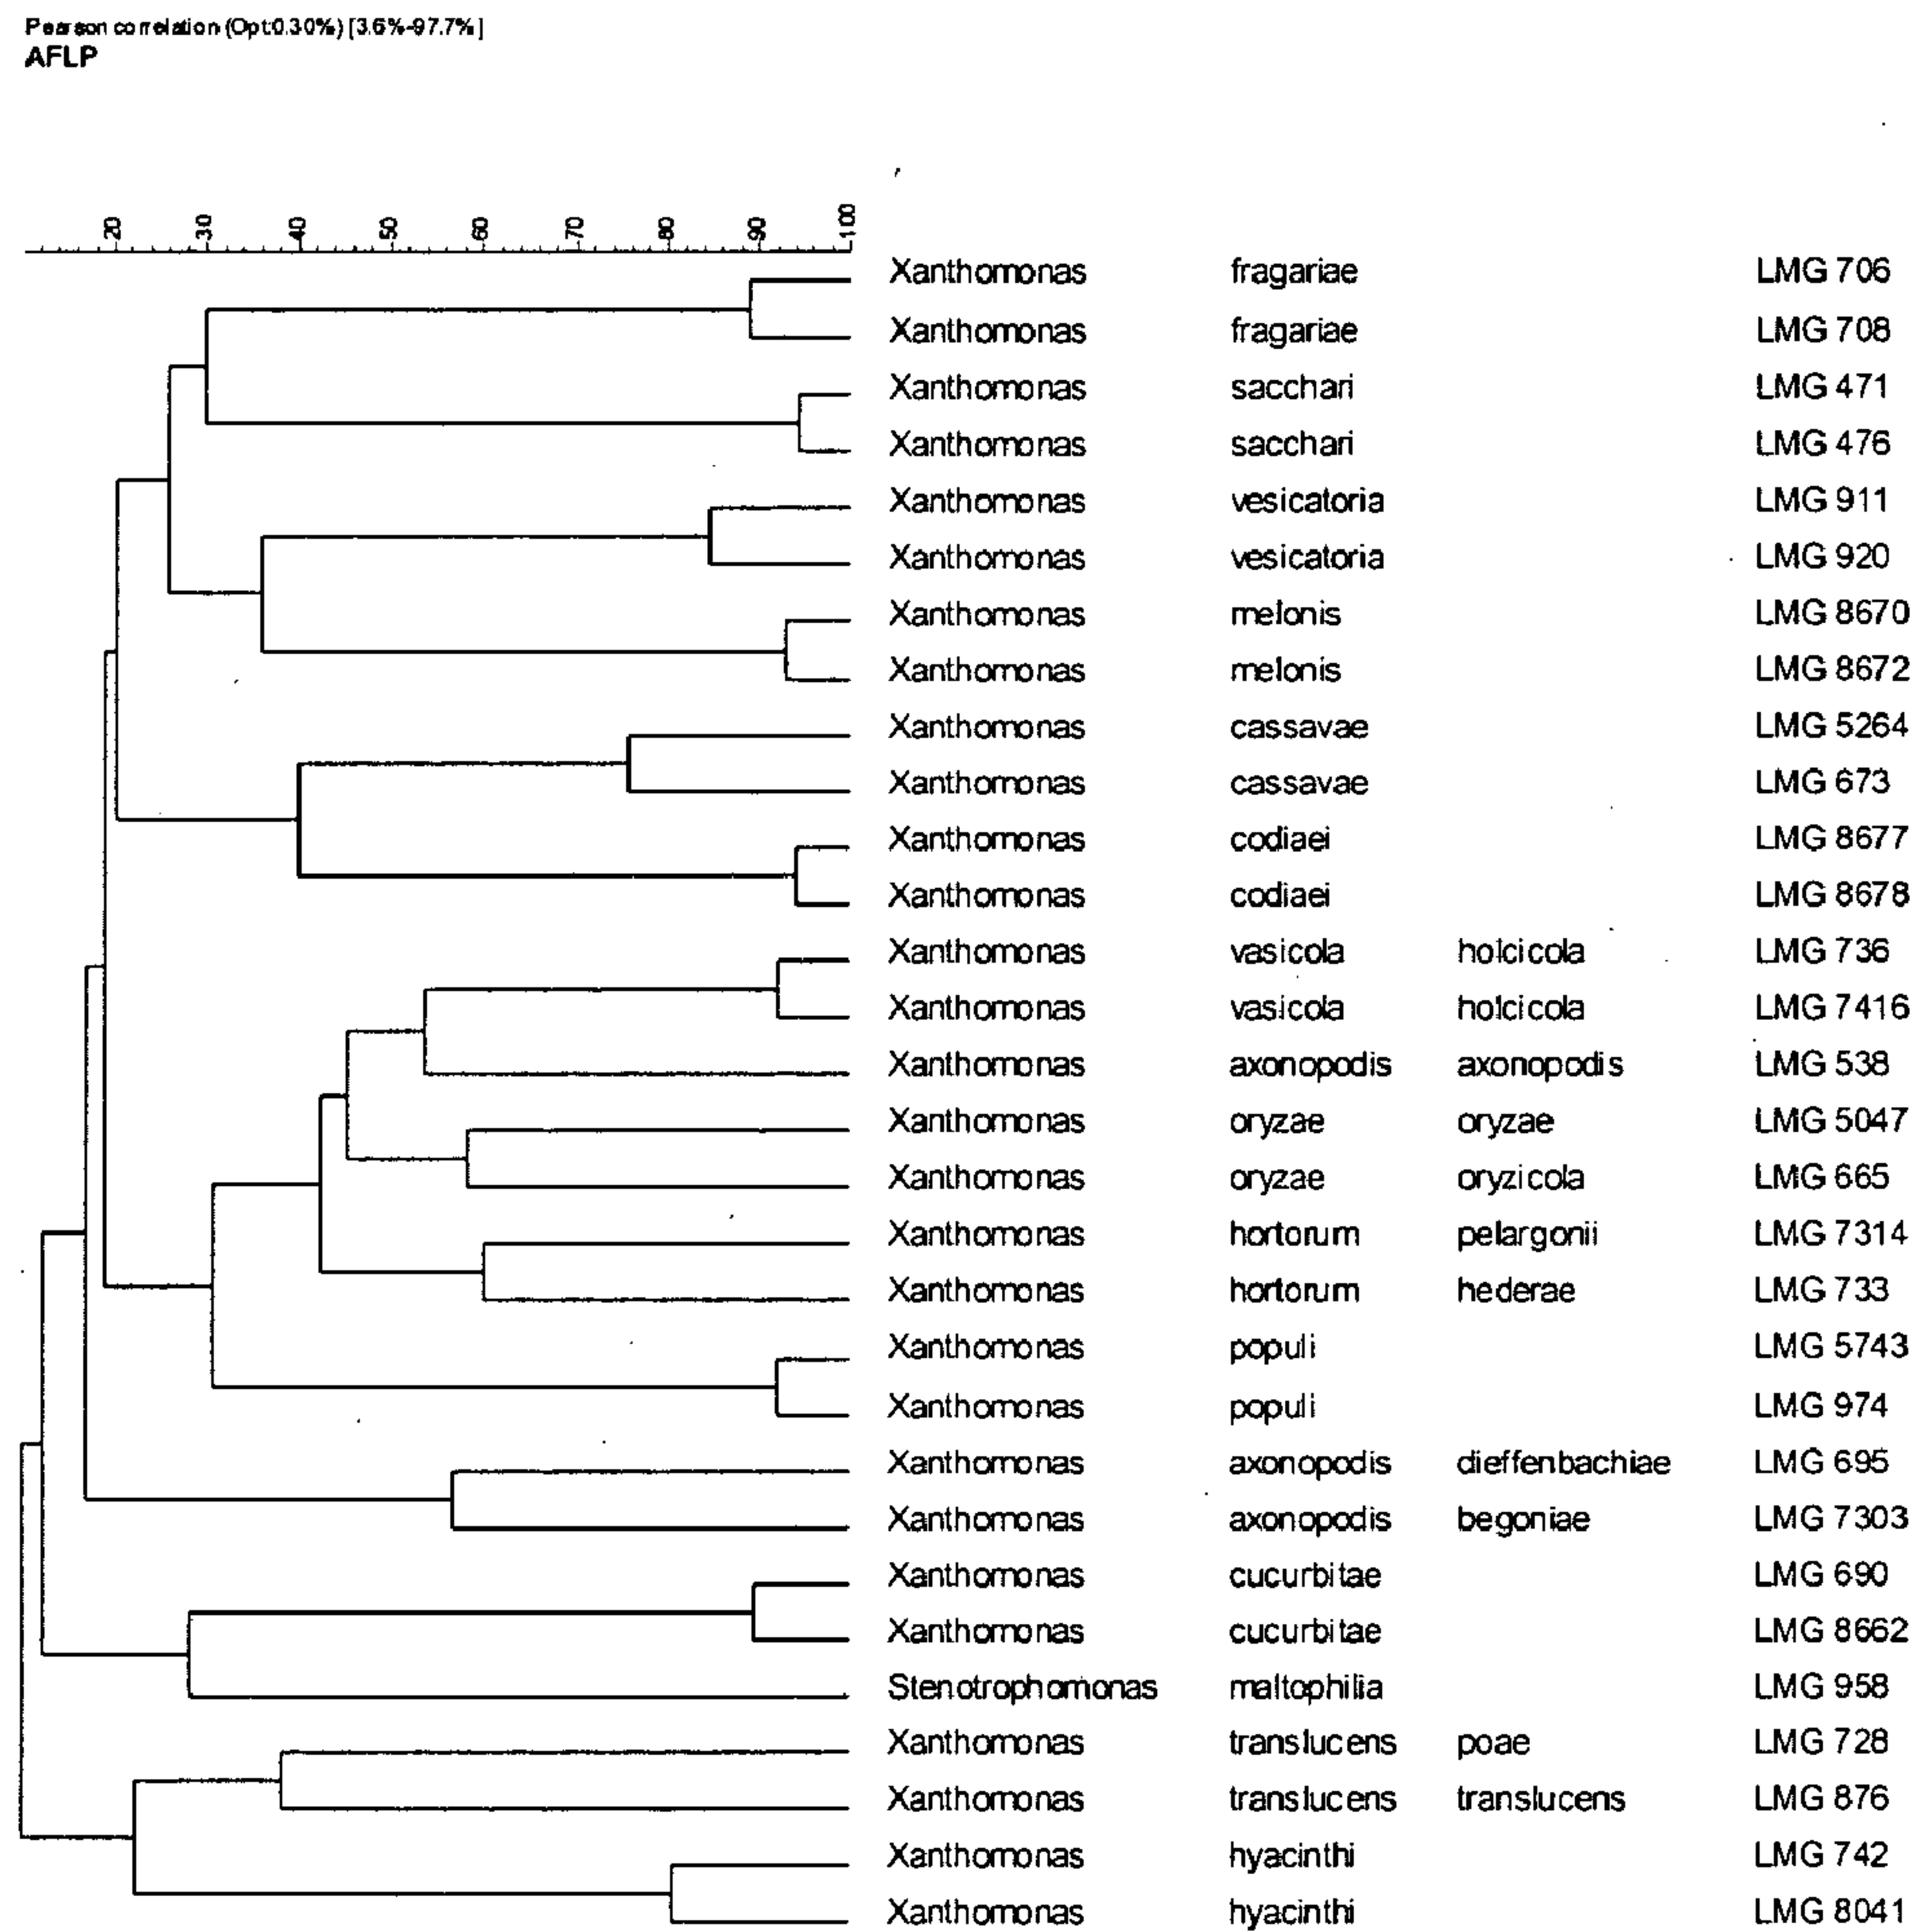 Pearson correlation (Opt:0.30%) [3.6%-97.7%]
AFLP
20 30 40 50 60 70 80 90 100
Xanthomonas fragariae LMG 706
Xanthomonas fragariae LMG 708
Xanthomonas sacchari LMG 471
Xanthomonas sacchari LMG 476
Xanthomonas vesicatoria LMG 911
Xanthomonas vesicatoria LMG 920
Xanthomonas melonis LMG 8670
Xanthomonas melonis LMG 8672
Xanthomonas cassavae LMG 5264
Xanthomonas cassavae LMG 673
Xanthomonas codiaei LMG 8677
Xanthomonas codiaei LMG 8678
Xanthomonas vasicola holcicola LMG 736
Xanthomonas vasicola holcicola LMG 7416
Xanthomonas axonopodis axonopodis LMG 538
Xanthomonas oryzae oryzae LMG 5047
Xanthomonas oryzae oryzicola LMG 665
Xanthomonas hortorum pelargonii LMG 7314
Xanthomonas hortorum hederae LMG 733
Xanthomonas populi LMG 5743
Xanthomonas populi LMG 974
Xanthomonas axonopodis dieffenbachiae LMG 695
Xanthomonas axonopodis begoniae LMG 7303
Xanthomonas cucurbitae LMG 690
Xanthomonas cucurbitae LMG 8662
Stenotrophomonas maltophilia LMG 958
Xanthomonas translucens poae LMG 728
Xanthomonas translucens translucens LMG 876
Xanthomonas hyacinthi LMG 742
Xanthomonas hyacinthi LMG 8041